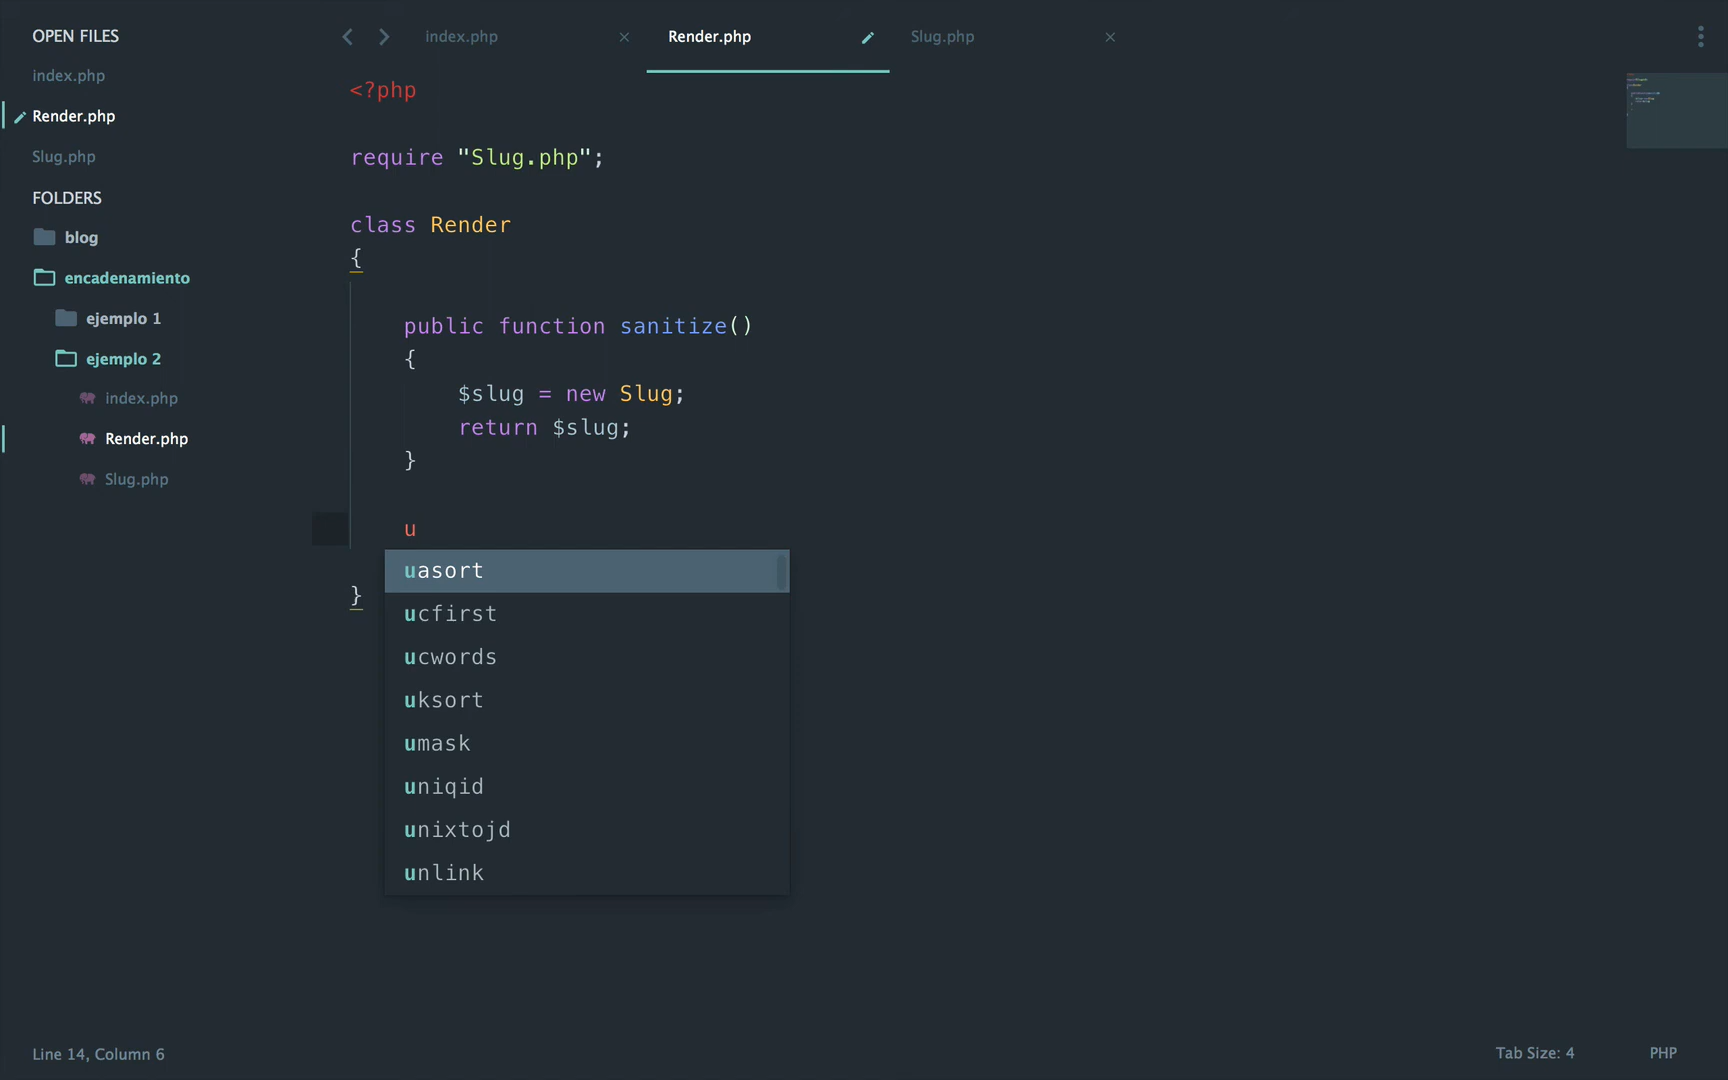 OPEN FILES
index.php
Render.php
Slug.php
FOLDERS
blog
encadenamiento
ejemplo 1
ejemplo 2
index.php
Render.php
Slug.php
index.php
Render.php
Slug.php
<?php
require "Slug.php";
class Render
{
public function sanitize()
{
$slug = new Slug;
return $slug;
}
u
}
uasort
ucfirst
ucwords
uksort
umask
uniqid
unixtojd
unlink
Line 14, Column 6
Tab Size: 4
PHP